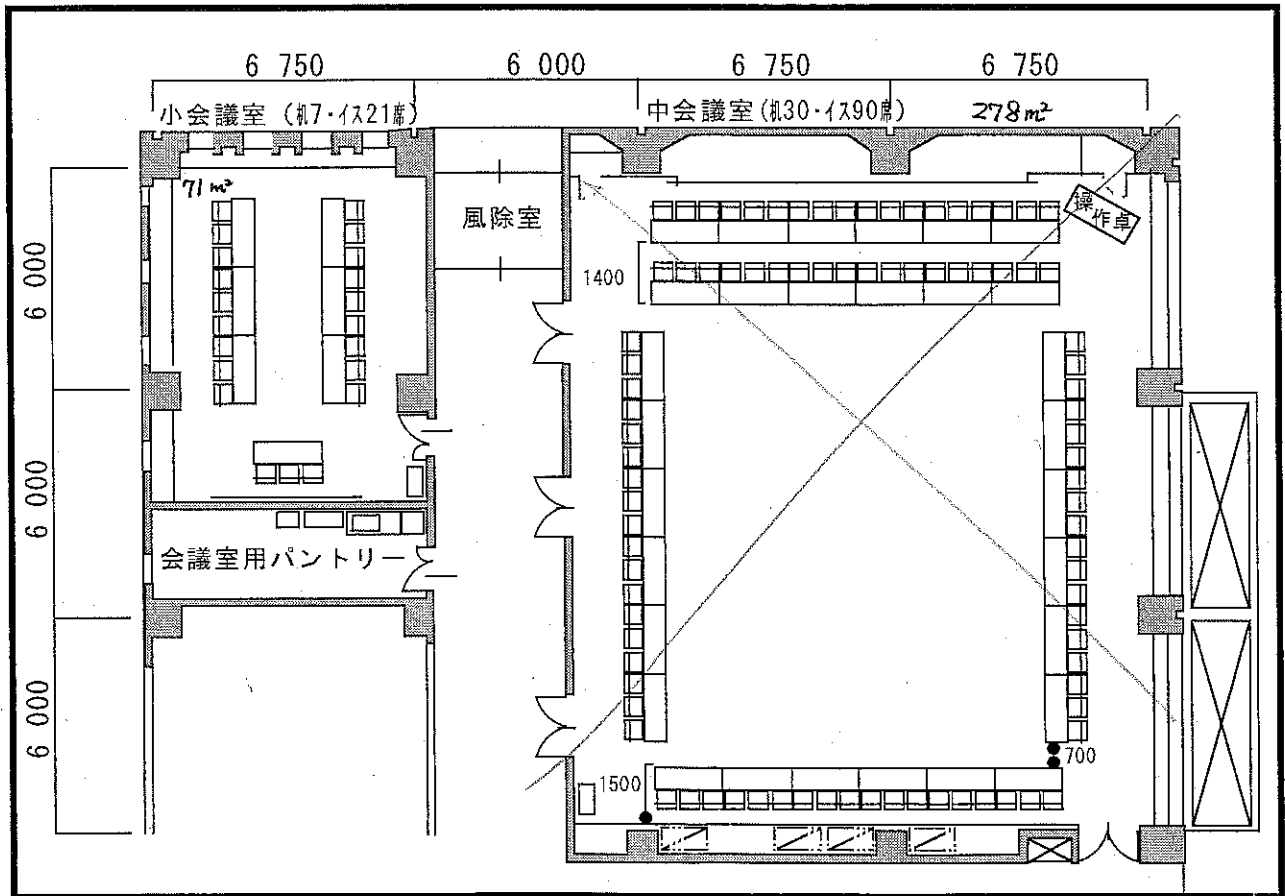 6 750
6 000
6 750
6 750
小会議室 (机7・イス21席)
中会議室 (机30・イス90席)
278m²
71m²
風除室
操作卓
1400
6 000
6 000
会議室用パントリー
6 000
1500
700